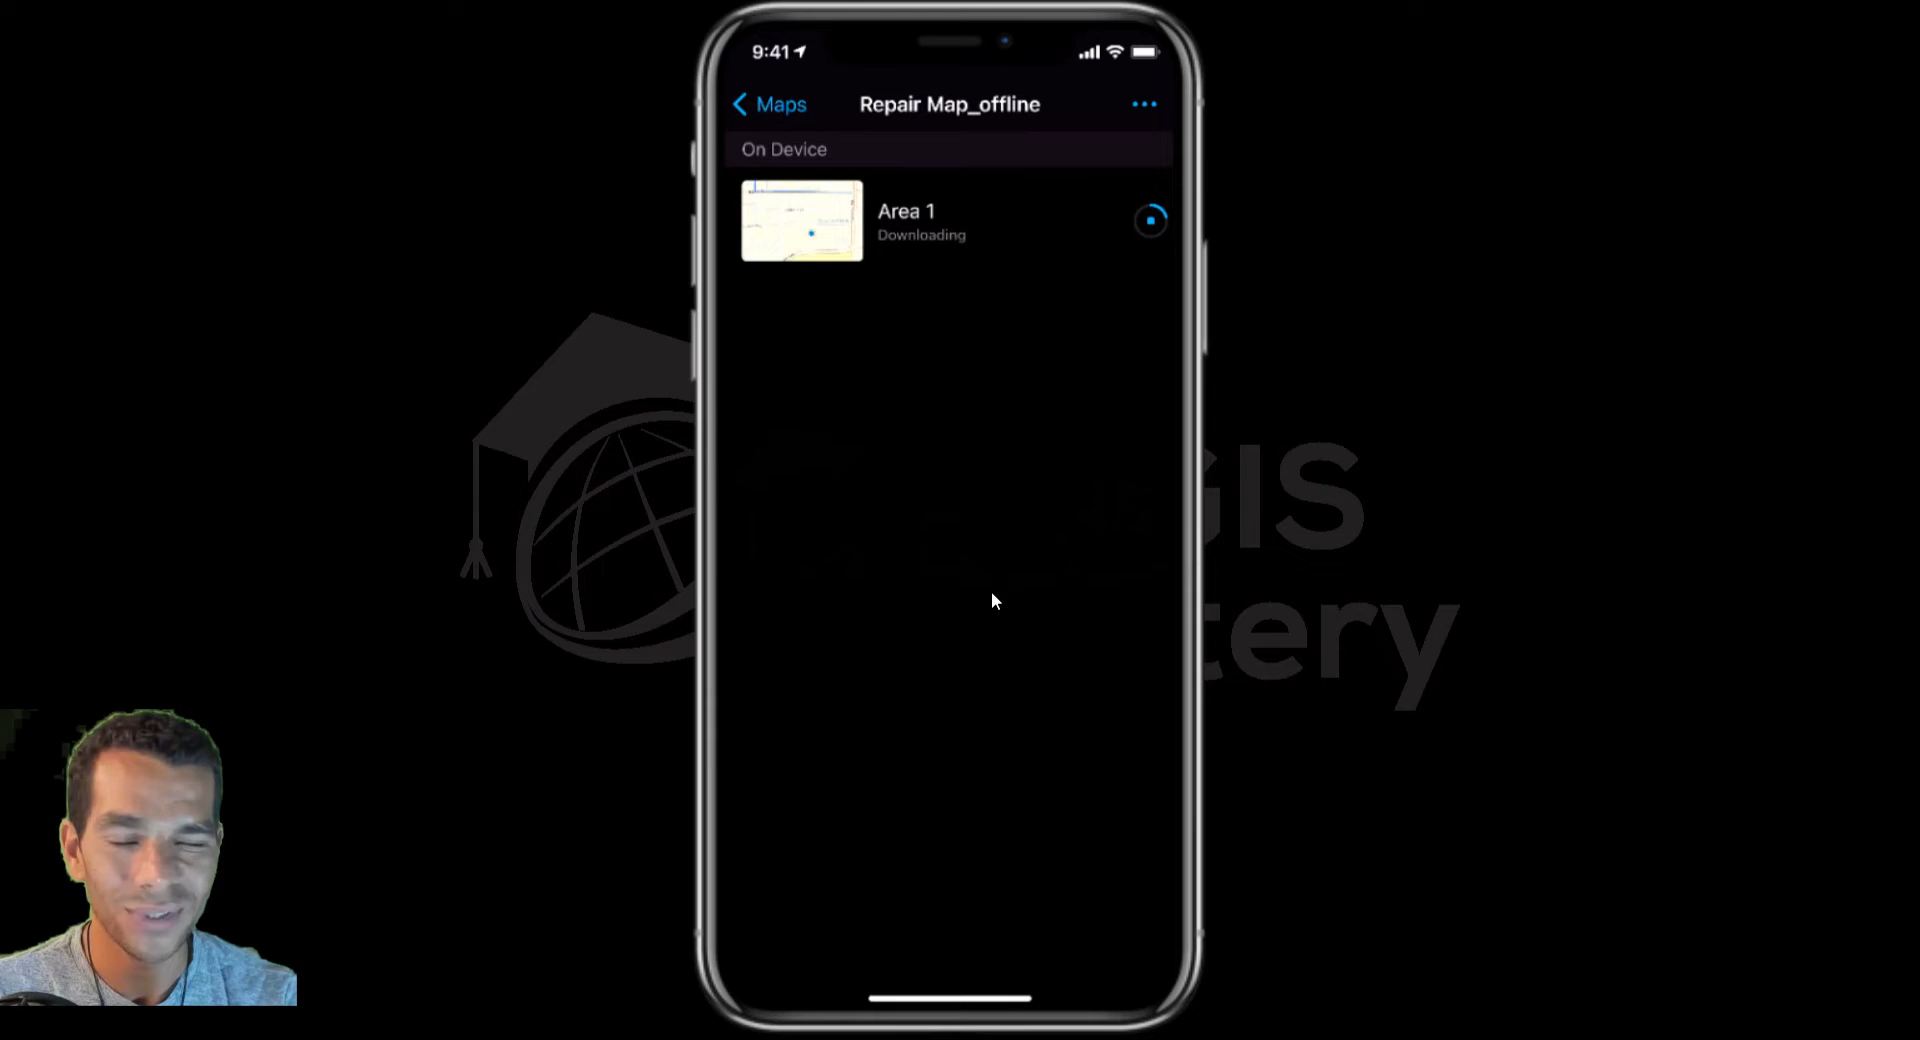 9:41
Maps
Repair Map_offline
On Device
Area 1
Downloading
GIS
tery